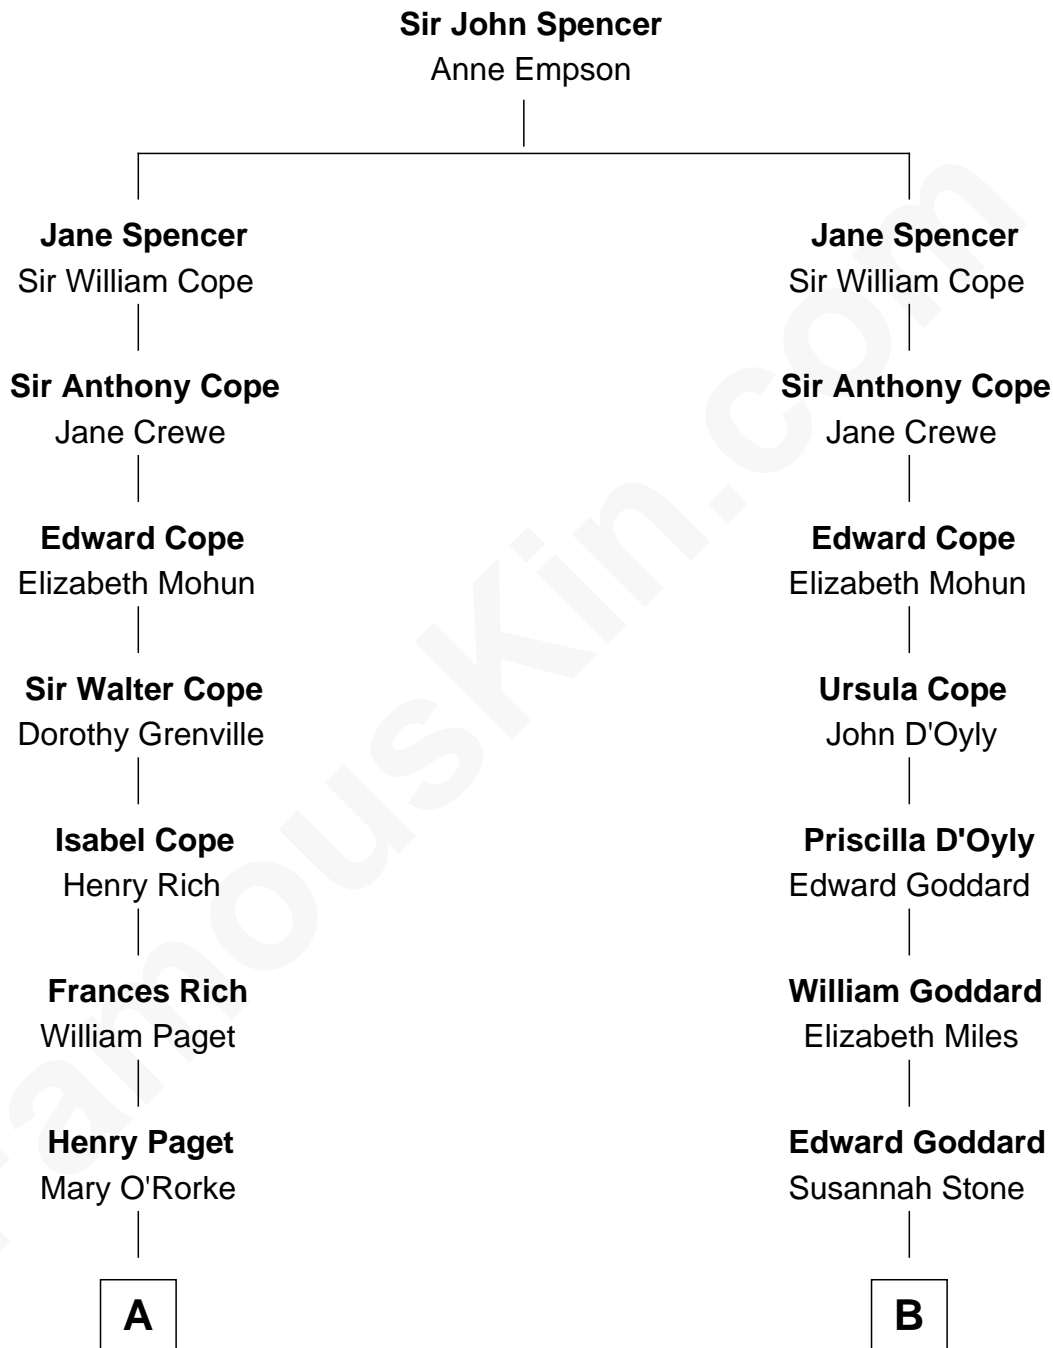 Sir John Spencer
Anne Empson
Jane Spencer
Sir William Cope
Sir Anthony Cope
Jane Crewe
Edward Cope
Elizabeth Mohun
Sir Walter Cope
Dorothy Grenville
Isabel Cope
Henry Rich
Frances Rich
William Paget
Henry Paget
Mary O'Rorke
A
Jane Spencer
Sir William Cope
Sir Anthony Cope
Jane Crewe
Edward Cope
Elizabeth Mohun
Ursula Cope
John D'Oyly
Priscilla D'Oyly
Edward Goddard
William Goddard
Elizabeth Miles
Edward Goddard
Susannah Stone
B
FamousKin.com